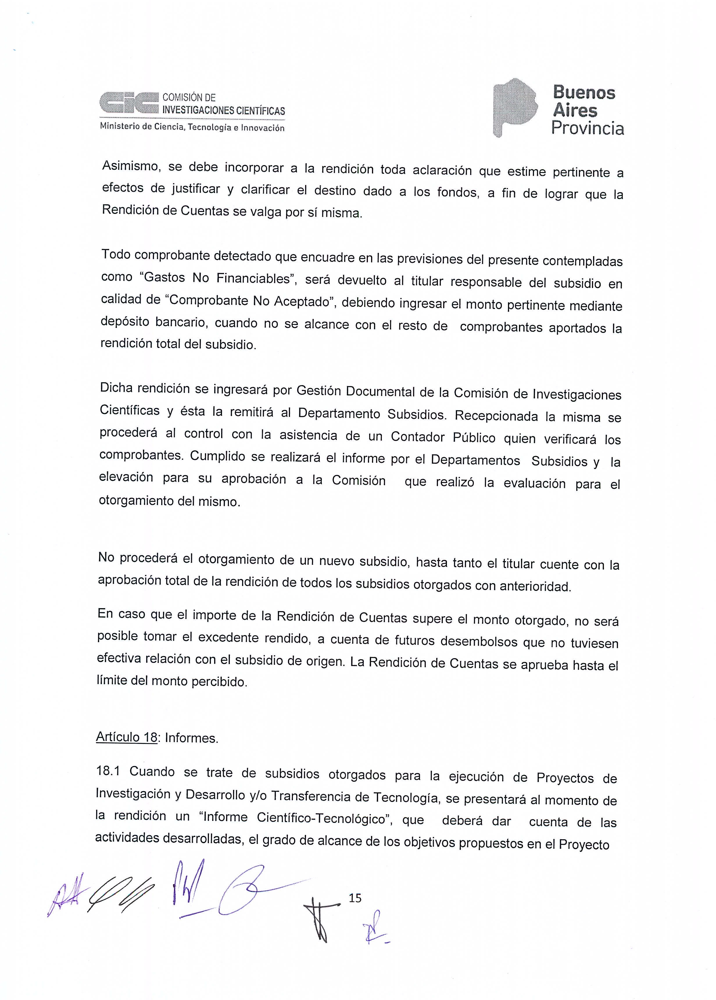 CIC COMISIÓN DE
INVESTIGACIONES CIENTÍFICAS
Ministerio de Ciencia, Tecnología e Innovación
Buenos
Aires
Provincia
Asimismo, se debe incorporar a la rendición toda aclaración que estime pertinente a
efectos de justificar y clarificar el destino dado a los fondos, a fin de lograr que la
Rendición de Cuentas se valga por sí misma.
Todo comprobante detectado que encuadre en las previsiones del presente contempladas
como “Gastos No Financiables”, será devuelto al titular responsable del subsidio en
calidad de “Comprobante No Aceptado”, debiendo ingresar el monto pertinente mediante
depósito bancario, cuando no se alcance con el resto de comprobantes aportados la
rendición total del subsidio.
Dicha rendición se ingresará por Gestión Documental de la Comisión de Investigaciones
Científicas y ésta la remitirá al Departamento Subsidios. Recepcionada la misma se
procederá al control con la asistencia de un Contador Público quien verificará los
comprobantes. Cumplido se realizará el informe por el Departamentos Subsidios y la
elevación para su aprobación a la Comisión que realizó la evaluación para el
otorgamiento del mismo.
No procederá el otorgamiento de un nuevo subsidio, hasta tanto el titular cuente con la
aprobación total de la rendición de todos los subsidios otorgados con anterioridad.
En caso que el importe de la Rendición de Cuentas supere el monto otorgado, no será
posible tomar el excedente rendido, a cuenta de futuros desembolsos que no tuviesen
efectiva relación con el subsidio de origen. La Rendición de Cuentas se aprueba hasta el
límite del monto percibido.
Artículo 18: Informes.
18.1 Cuando se trate de subsidios otorgados para la ejecución de Proyectos de
Investigación y Desarrollo y/o Transferencia de Tecnología, se presentará al momento de
la rendición un “Informe Científico-Tecnológico”, que deberá dar cuenta de las
actividades desarrolladas, el grado de alcance de los objetivos propuestos en el Proyecto
15